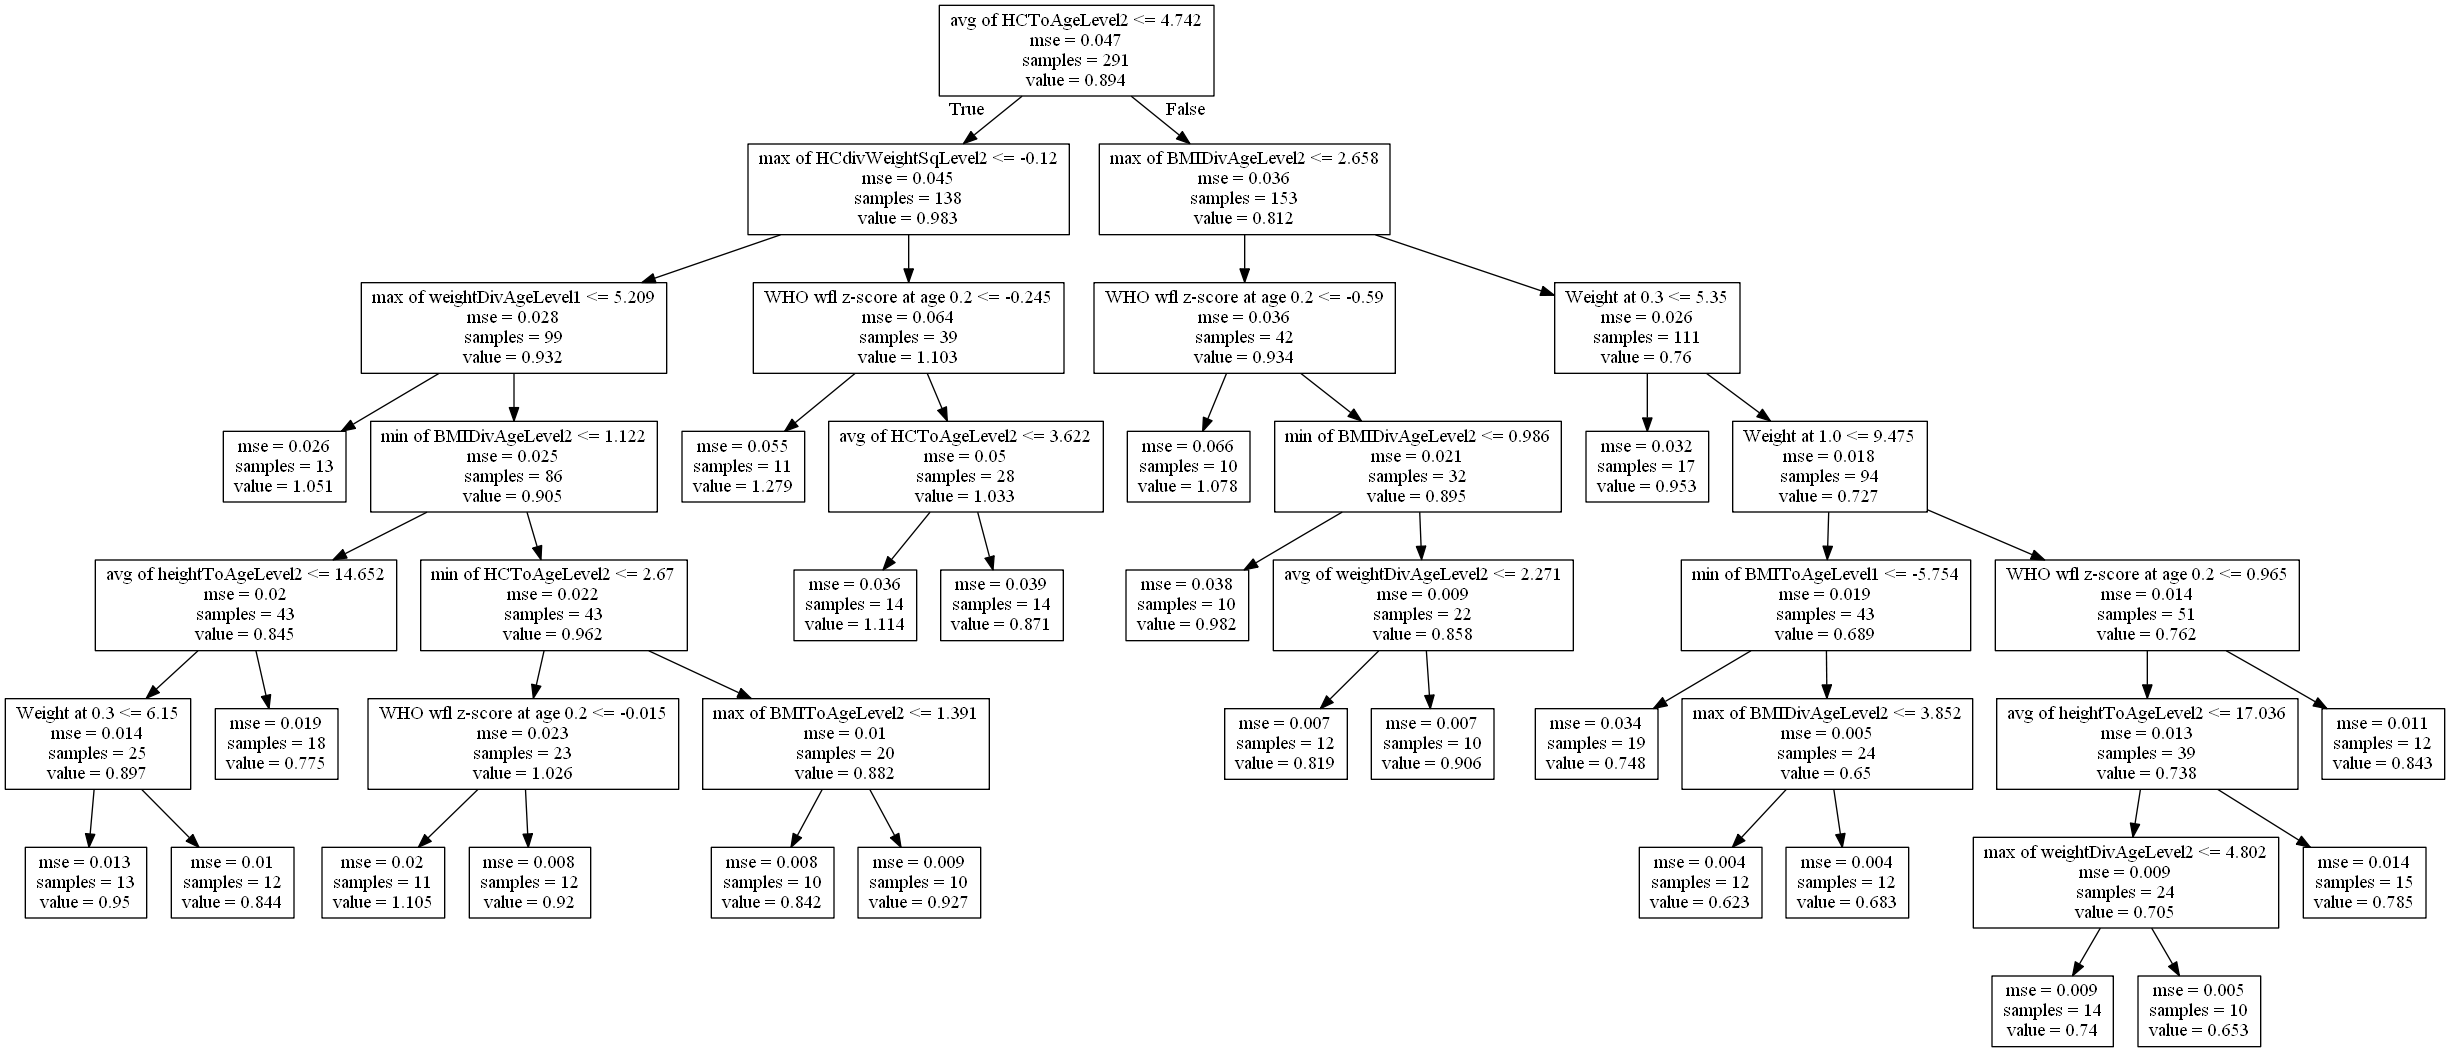 avg of HCToAgeLevel2 <= 4.742
mse = 0.047
samples = 291
value = 0.894
True
False
max of HCdivWeightSqLevel2 <= -0.12
mse = 0.045
samples = 138
value = 0.983
max of BMIDivAgeLevel2 <= 2.658
mse = 0.036
samples = 153
value = 0.812
max of weightDivAgeLevel1 <= 5.209
mse = 0.028
samples = 99
value = 0.932
WHO wfl z-score at age 0.2 <= -0.245
mse = 0.064
samples = 39
value = 1.103
WHO wfl z-score at age 0.2 <= -0.59
mse = 0.036
samples = 42
value = 0.934
Weight at 0.3 <= 5.35
mse = 0.026
samples = 111
value = 0.76
mse = 0.026
samples = 13
value = 1.051
min of BMIDivAgeLevel2 <= 1.122
mse = 0.025
samples = 86
value = 0.905
mse = 0.055
samples = 11
value = 1.279
avg of HCToAgeLevel2 <= 3.622
mse = 0.05
samples = 28
value = 1.033
mse = 0.066
samples = 10
value = 1.078
min of BMIDivAgeLevel2 <= 0.986
mse = 0.021
samples = 32
value = 0.895
mse = 0.032
samples = 17
value = 0.953
Weight at 1.0 <= 9.475
mse = 0.018
samples = 94
value = 0.727
avg of heightToAgeLevel2 <= 14.652
mse = 0.02
samples = 43
value = 0.845
min of HCToAgeLevel2 <= 2.67
mse = 0.022
samples = 43
value = 0.962
mse = 0.036
samples = 14
value = 1.114
mse = 0.039
samples = 14
value = 0.871
mse = 0.038
samples = 10
value = 0.982
avg of weightDivAgeLevel2 <= 2.271
mse = 0.009
samples = 22
value = 0.858
min of BMIToAgeLevel1 <= -5.754
mse = 0.019
samples = 43
value = 0.689
WHO wfl z-score at age 0.2 <= 0.965
mse = 0.014
samples = 51
value = 0.762
Weight at 0.3 <= 6.15
mse = 0.014
samples = 25
value = 0.897
mse = 0.019
samples = 18
value = 0.775
WHO wfl z-score at age 0.2 <= -0.015
mse = 0.023
samples = 23
value = 1.026
max of BMIToAgeLevel2 <= 1.391
mse = 0.01
samples = 20
value = 0.882
mse = 0.007
samples = 12
value = 0.819
mse = 0.007
samples = 10
value = 0.906
mse = 0.034
samples = 19
value = 0.748
max of BMIDivAgeLevel2 <= 3.852
mse = 0.005
samples = 24
value = 0.65
avg of heightToAgeLevel2 <= 17.036
mse = 0.013
samples = 39
value = 0.738
mse = 0.011
samples = 12
value = 0.843
mse = 0.013
samples = 13
value = 0.95
mse = 0.01
samples = 12
value = 0.844
mse = 0.02
samples = 11
value = 1.105
mse = 0.008
samples = 12
value = 0.92
mse = 0.008
samples = 10
value = 0.842
mse = 0.009
samples = 10
value = 0.927
mse = 0.004
samples = 12
value = 0.623
mse = 0.004
samples = 12
value = 0.683
max of weightDivAgeLevel2 <= 4.802
mse = 0.009
samples = 24
value = 0.705
mse = 0.014
samples = 15
value = 0.785
mse = 0.009
samples = 14
value = 0.74
mse = 0.005
samples = 10
value = 0.653